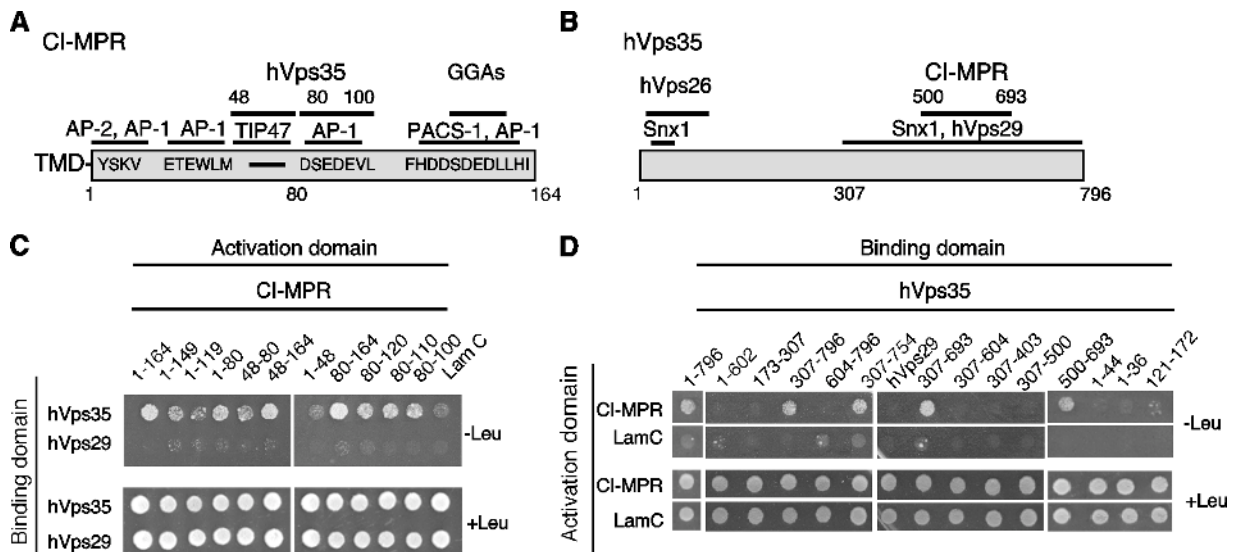 A
CI-MPR
hVps35
48 80 100
GGAs
AP-2, AP-1 AP-1 TIP47 AP-1 PACS-1, AP-1
TMD- YSKV ETEWLM DSEDEVL FHDDSDEDLLHI
1 80 164
B
hVps35
hVps26
CI-MPR
500 693
Snx1 Snx1, hVps29
1 307 796
C
Activation domain
CI-MPR
1-164 1-149 1-119 1-80 48-80 48-164 1-48 80-164 80-120 80-110 80-100 Lam C
Binding domain
hVps35
hVps29
-Leu
hVps35
hVps29
+Leu
D
Binding domain
hVps35
1-796 1-602 173-307 307-796 604-796 307-754 hVps29 307-693 307-604 307-403 307-500 500-693 1-44 1-36 121-172
Activation domain
CI-MPR
LamC
-Leu
CI-MPR
LamC
+Leu